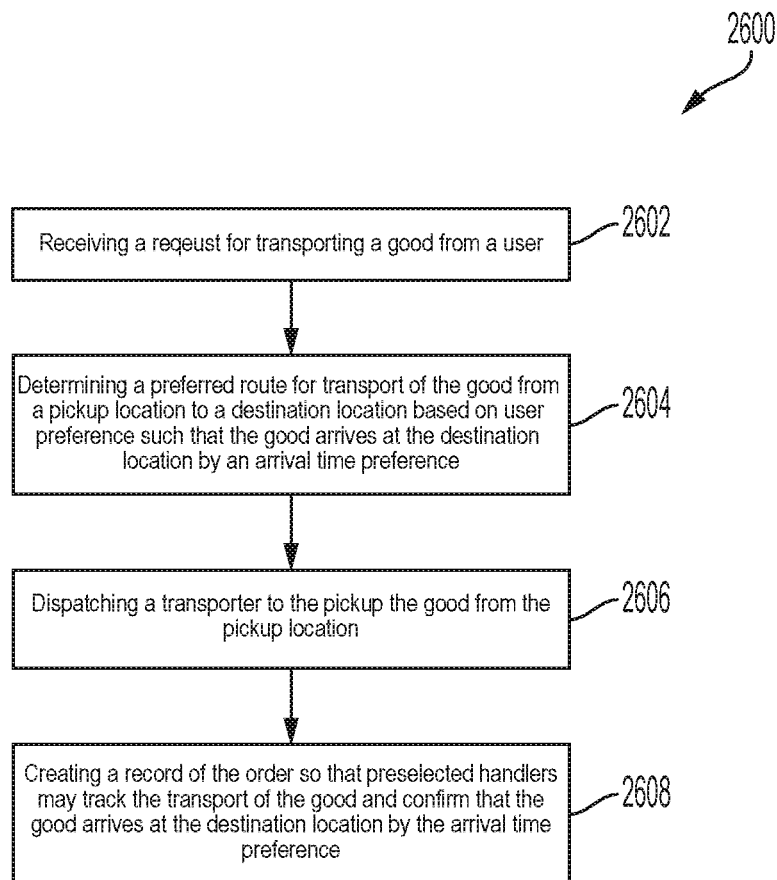 2600
Receiving a reqeust for transporting a good from a user
2602
Determining a preferred route for transport of the good from
a pickup location to a destination location based on user
preference such that the good arrives at the destination
location by an arrival time preference
2604
Dispatching a transporter to the pickup the good from the
pickup location
2606
Creating a record of the order so that preselected handlers
may track the transport of the good and confirm that the
good arrives at the destination location by the arrival time
preference
2608